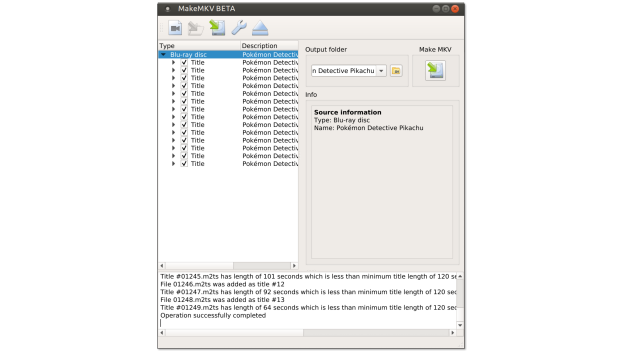 MakeMKV BETA
Type Description
Blu-ray disc Pokémon Detectiv
Title Pokémon Detectiv
Title Pokémon Detectiv
Title Pokémon Detectiv
Title Pokémon Detectiv
Title Pokémon Detectiv
Title Pokémon Detectiv
Title Pokémon Detectiv
Title Pokémon Detectiv
Title Pokémon Detectiv
Title Pokémon Detectiv
Title Pokémon Detectiv
Title Pokémon Detectiv
Title Pokémon Detectiv
Title Pokémon Detectiv
Output folder
n Detective Pikachu
Make MKV
Info
Source information
Type: Blu-ray disc
Name: Pokémon Detective Pikachu
Title #01245.m2ts has length of 101 seconds which is less than minimum title length of 120 sec
File 01246.m2ts was added as title #12
Title #01247.m2ts has length of 92 seconds which is less than minimum title length of 120 sec
File 01248.m2ts was added as title #13
Title #01249.m2ts has length of 64 seconds which is less than minimum title length of 120 sec
Operation successfully completed